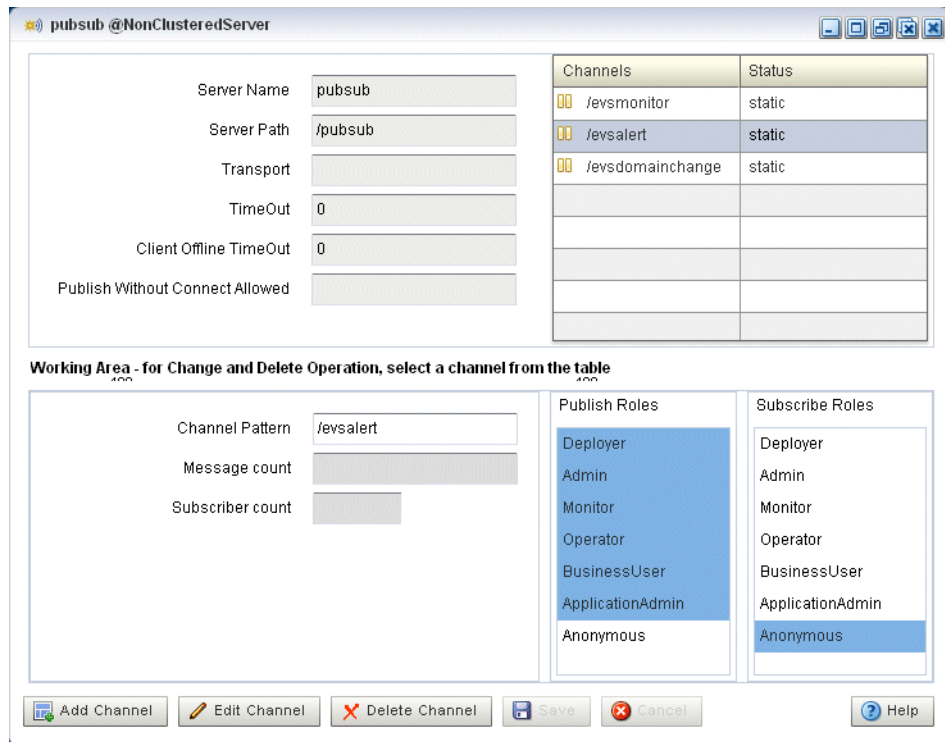 pubsub @NonClusteredServer
Server Name pubsub
Server Path /pubsub
Transport
TimeOut 0
Client Offline TimeOut 0
Publish Without Connect Allowed
Channels Status
/evsmonitor static
/evsalert static
/evsdomainchange static
Working Area - for Change and Delete Operation, select a channel from the table
Channel Pattern /evsalert
Message count
Subscriber count
Publish Roles
Deployer
Admin
Monitor
Operator
BusinessUser
ApplicationAdmin
Anonymous
Subscribe Roles
Deployer
Admin
Monitor
Operator
BusinessUser
ApplicationAdmin
Anonymous
Add Channel Edit Channel Delete Channel Save Cancel Help